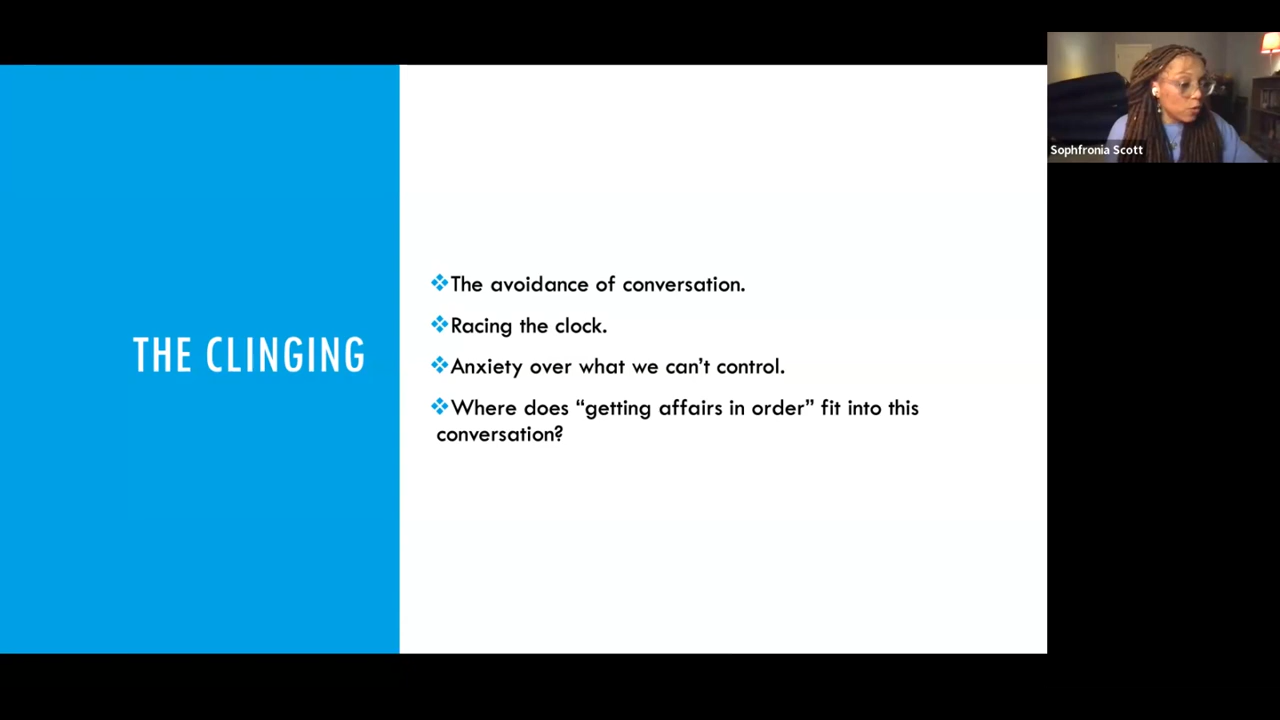 THE CLINGING
❖The avoidance of conversation.
❖Racing the clock.
❖Anxiety over what we can’t control.
❖Where does “getting affairs in order” fit into this
conversation?
Sophfronia Scott